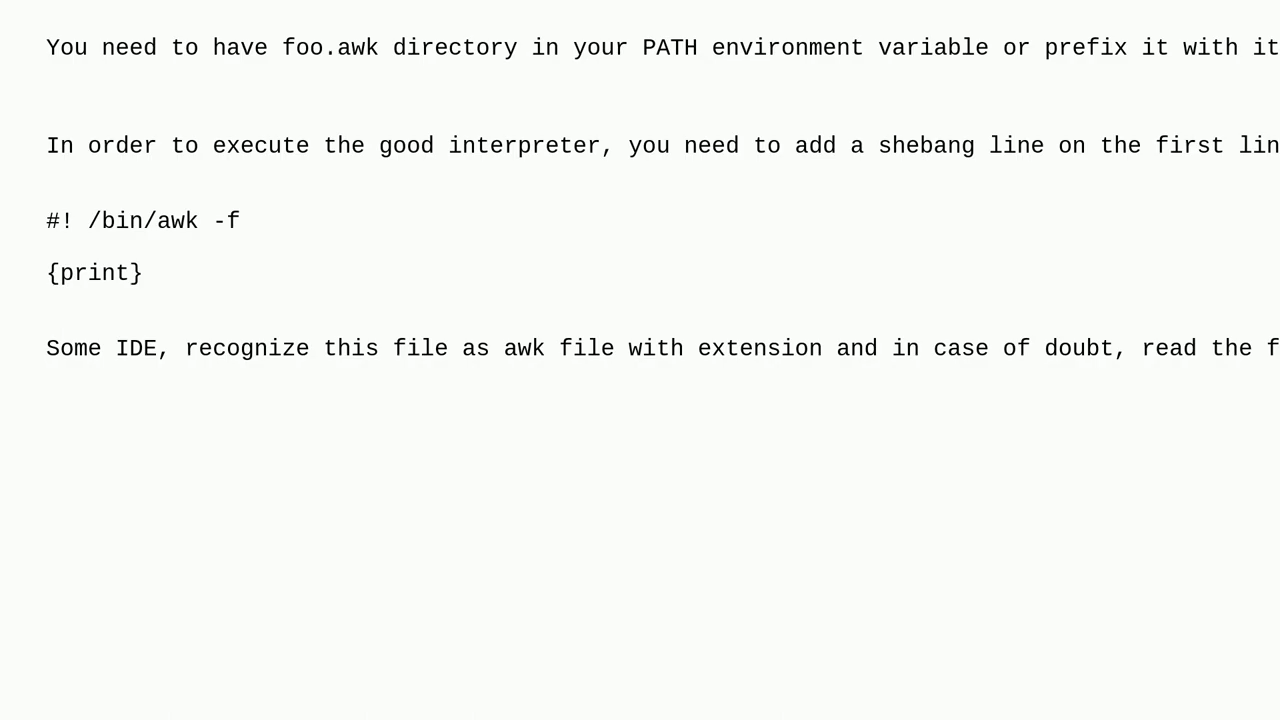 You need to have foo.awk directory in your PATH environment variable or prefix it with it
In order to execute the good interpreter, you need to add a shebang line on the first lin
#! /bin/awk -f
{print}
Some IDE, recognize this file as awk file with extension and in case of doubt, read the f